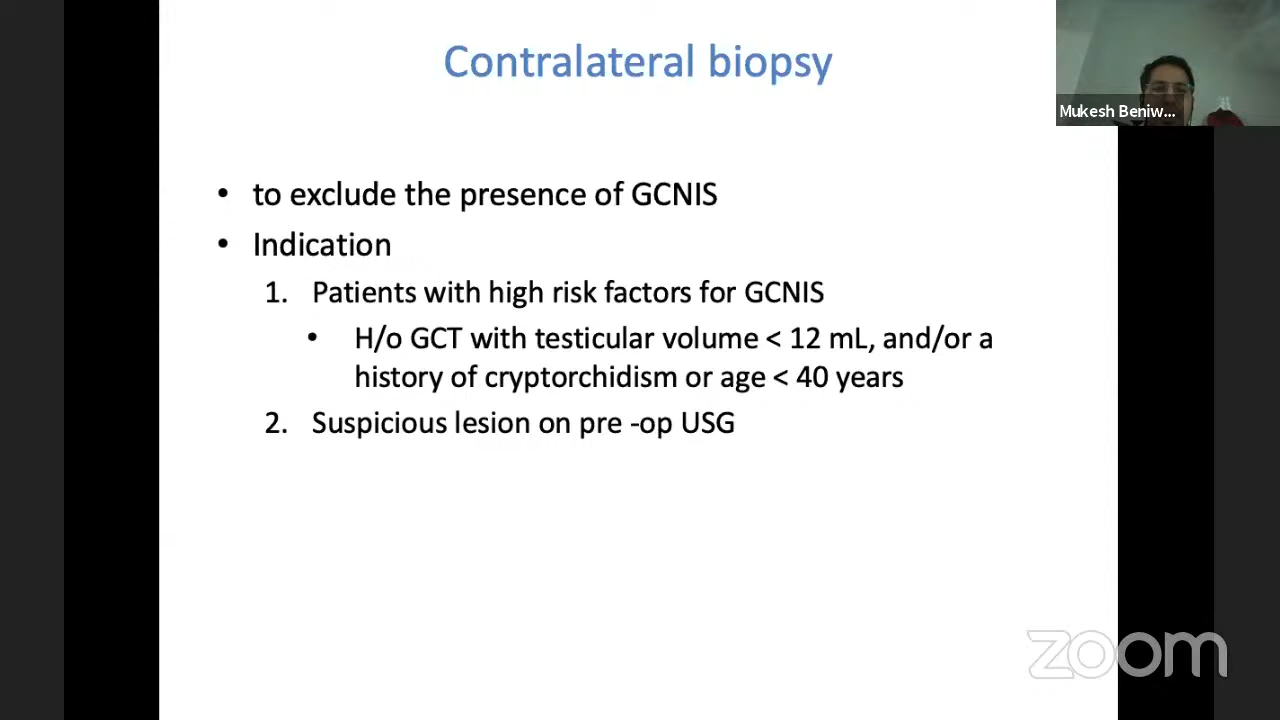 Contralateral biopsy
Mukesh Beniw...
• to exclude the presence of GCNIS
• Indication
1. Patients with high risk factors for GCNIS
• H/o GCT with testicular volume < 12 mL, and/or a
history of cryptorchidism or age < 40 years
2. Suspicious lesion on pre -op USG
zoom